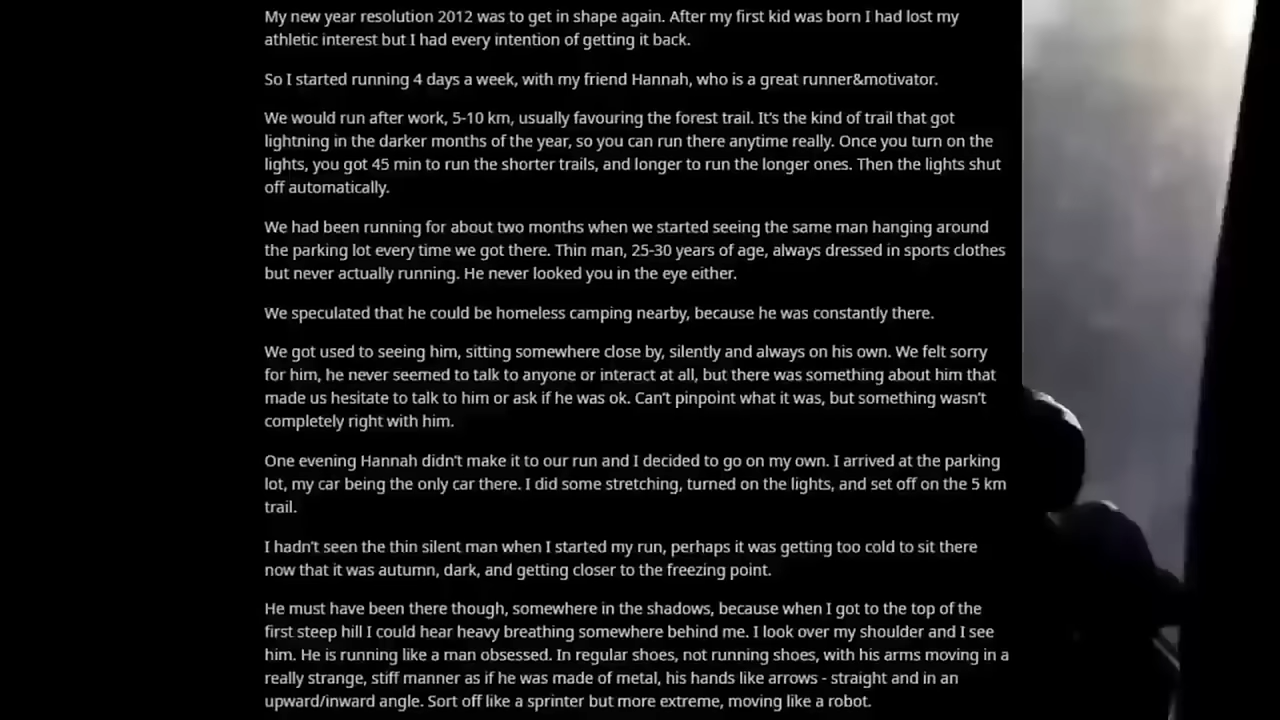 My new year resolution 2012 was to get in shape again. After my first kid was born I had lost my
athletic interest but I had every intention of getting it back.
So I started running 4 days a week, with my friend Hannah, who is a great runner&motivator.
We would run after work, 5-10 km, usually favouring the forest trail. It's the kind of trail that got
lightning in the darker months of the year, so you can run there anytime really. Once you turn on the
lights, you got 45 min to run the shorter trails, and longer to run the longer ones. Then the lights shut
off automatically.
We had been running for about two months when we started seeing the same man hanging around
the parking lot every time we got there. Thin man, 25-30 years of age, always dressed in sports clothes
but never actually running. He never looked you in the eye either.
We speculated that he could be homeless camping nearby, because he was constantly there.
We got used to seeing him, sitting somewhere close by, silently and always on his own. We felt sorry
for him, he never seemed to talk to anyone or interact at all, but there was something about him that
made us hesitate to talk to him or ask if he was ok. Can't pinpoint what it was, but something wasn't
completely right with him.
One evening Hannah didn't make it to our run and I decided to go on my own. I arrived at the parking
lot, my car being the only car there. I did some stretching, turned on the lights, and set off on the 5 km
trail.
I hadn't seen the thin silent man when I started my run, perhaps it was getting too cold to sit there
now that it was autumn, dark, and getting closer to the freezing point.
He must have been there though, somewhere in the shadows, because when I got to the top of the
first steep hill I could hear heavy breathing somewhere behind me. I look over my shoulder and I see
him. He is running like a man obsessed. In regular shoes, not running shoes, with his arms moving in a
really strange, stiff manner as if he was made of metal, his hands like arrows - straight and in an
upward/inward angle. Sort off like a sprinter but more extreme, moving like a robot.